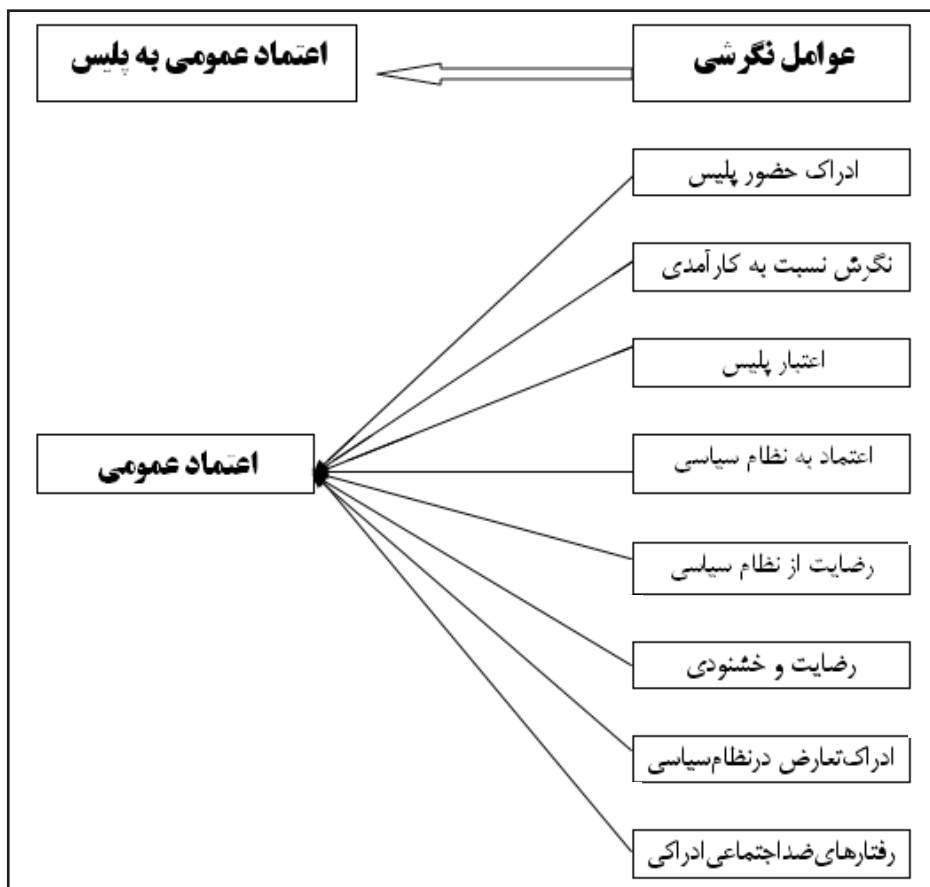 عوامل نگرشی
اعتماد عمومی به پلیس
ادراک حضور پلیس
نگرش نسبت به کارآمدی
اعتبار پلیس
اعتماد به نظام سیاسی
اعتماد عمومی
رضایت از نظام سیاسی
رضایت و خشنودی
ادراک‌تعارض درنظام‌سیاسی
رفتارهای‌ضداجتماعی‌ادراکی